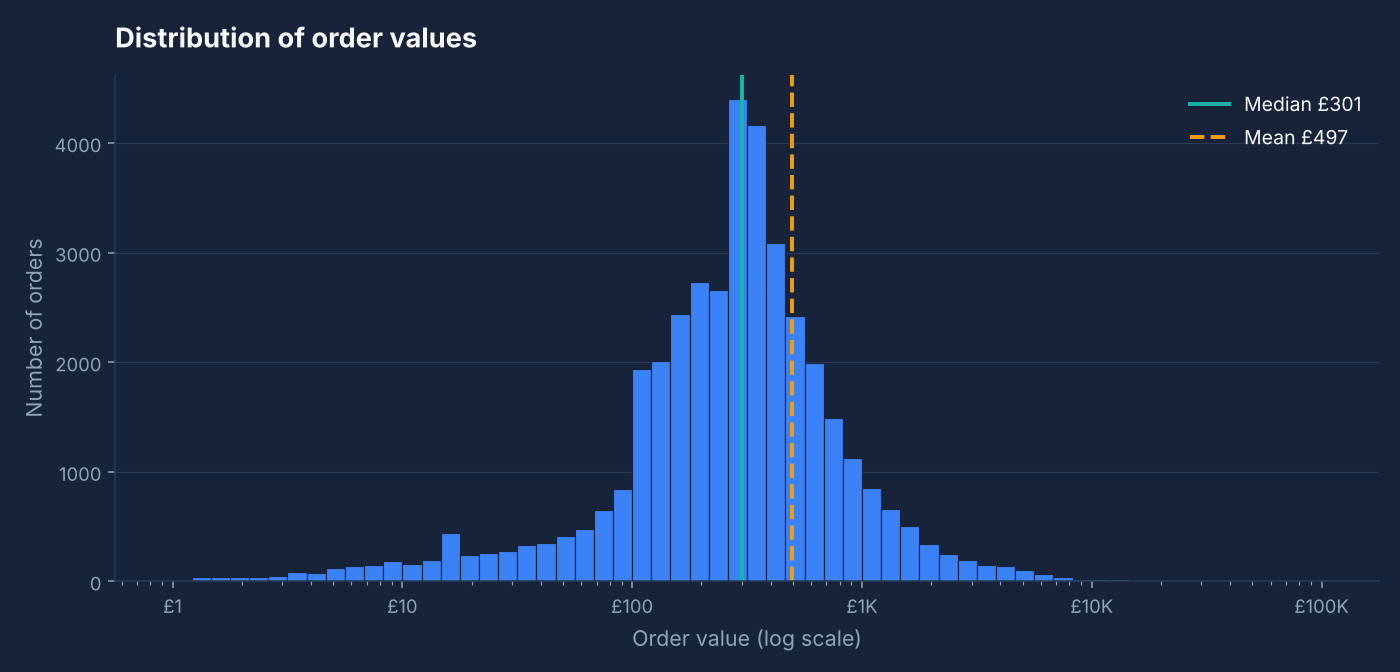 Distribution of order values
Median £301
Mean £497
Number of orders
4000
3000
2000
1000
0
£1 £10 £100 £1K £10K £100K
Order value (log scale)